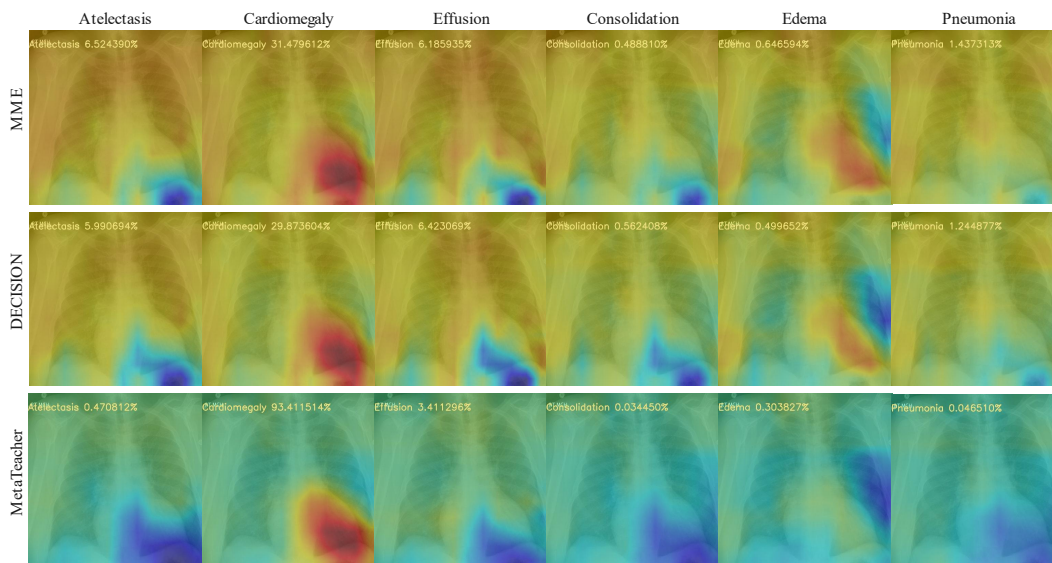 Atelectasis Cardiomegaly Effusion Consolidation Edema Pneumonia
MME
Atelectasis 6.524390% Cardiomegaly 31.479612% Effusion 6.185935% Consolidation 0.488810% Edema 0.646594% Pneumonia 1.437313%
DECISION
Atelectasis 5.990694% Cardiomegaly 29.873604% Effusion 6.423069% Consolidation 0.562408% Edema 0.499652% Pneumonia 1.244877%
MetaTeacher
Atelectasis 0.470812% Cardiomegaly 93.411514% Effusion 3.411296% Consolidation 0.034450% Edema 0.303827% Pneumonia 0.046510%